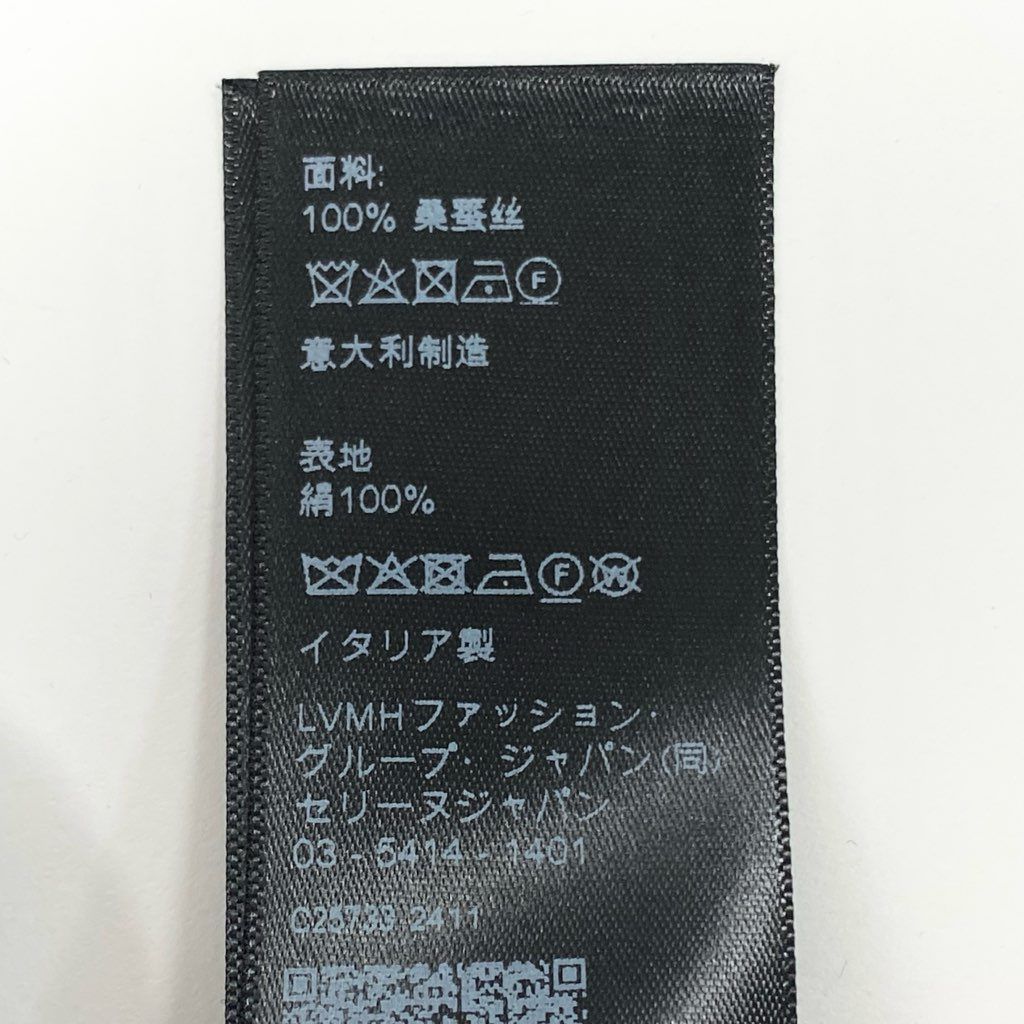 面料:
100% 桑蚕丝
F
意大利制造
表地
絹100%
F W
イタリア製
LVMHファッション・
グループ・ジャパン(同)
セリーヌジャパン
03 - 5414 - 1401
C25733 2411